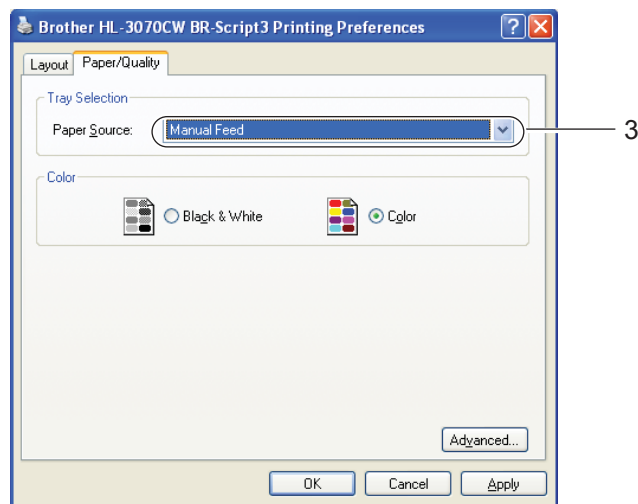 Brother HL-3070CW BR-Script3 Printing Preferences
Layout Paper/Quality
Tray Selection
Paper Source: Manual Feed 3
Color
Black & White Color
Advanced...
OK Cancel Apply